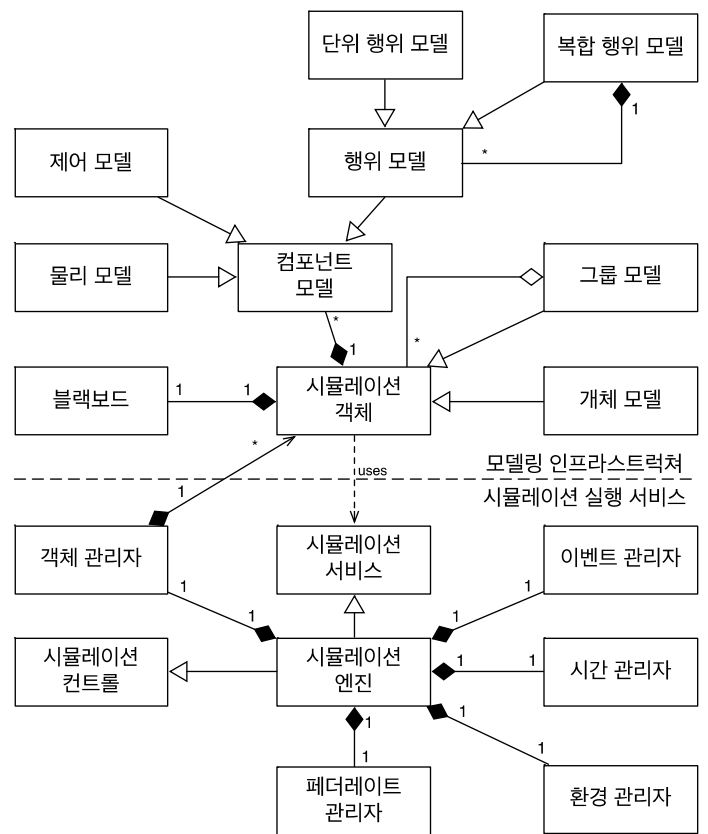 단위 행위 모델
복합 행위 모델
1
제어 모델
행위 모델
*
물리 모델
컴포넌트
모델
그룹 모델
*
*
1
블랙보드
1
1
시뮬레이션
객체
개체 모델
*
uses
모델링 인프라스트럭쳐
1
시뮬레이션 실행 서비스
객체 관리자
시뮬레이션
서비스
이벤트 관리자
1
1
1
1
시뮬레이션
컨트롤
시뮬레이션
엔진
1
1
시간 관리자
1
1
1
1
페더레이트
관리자
환경 관리자